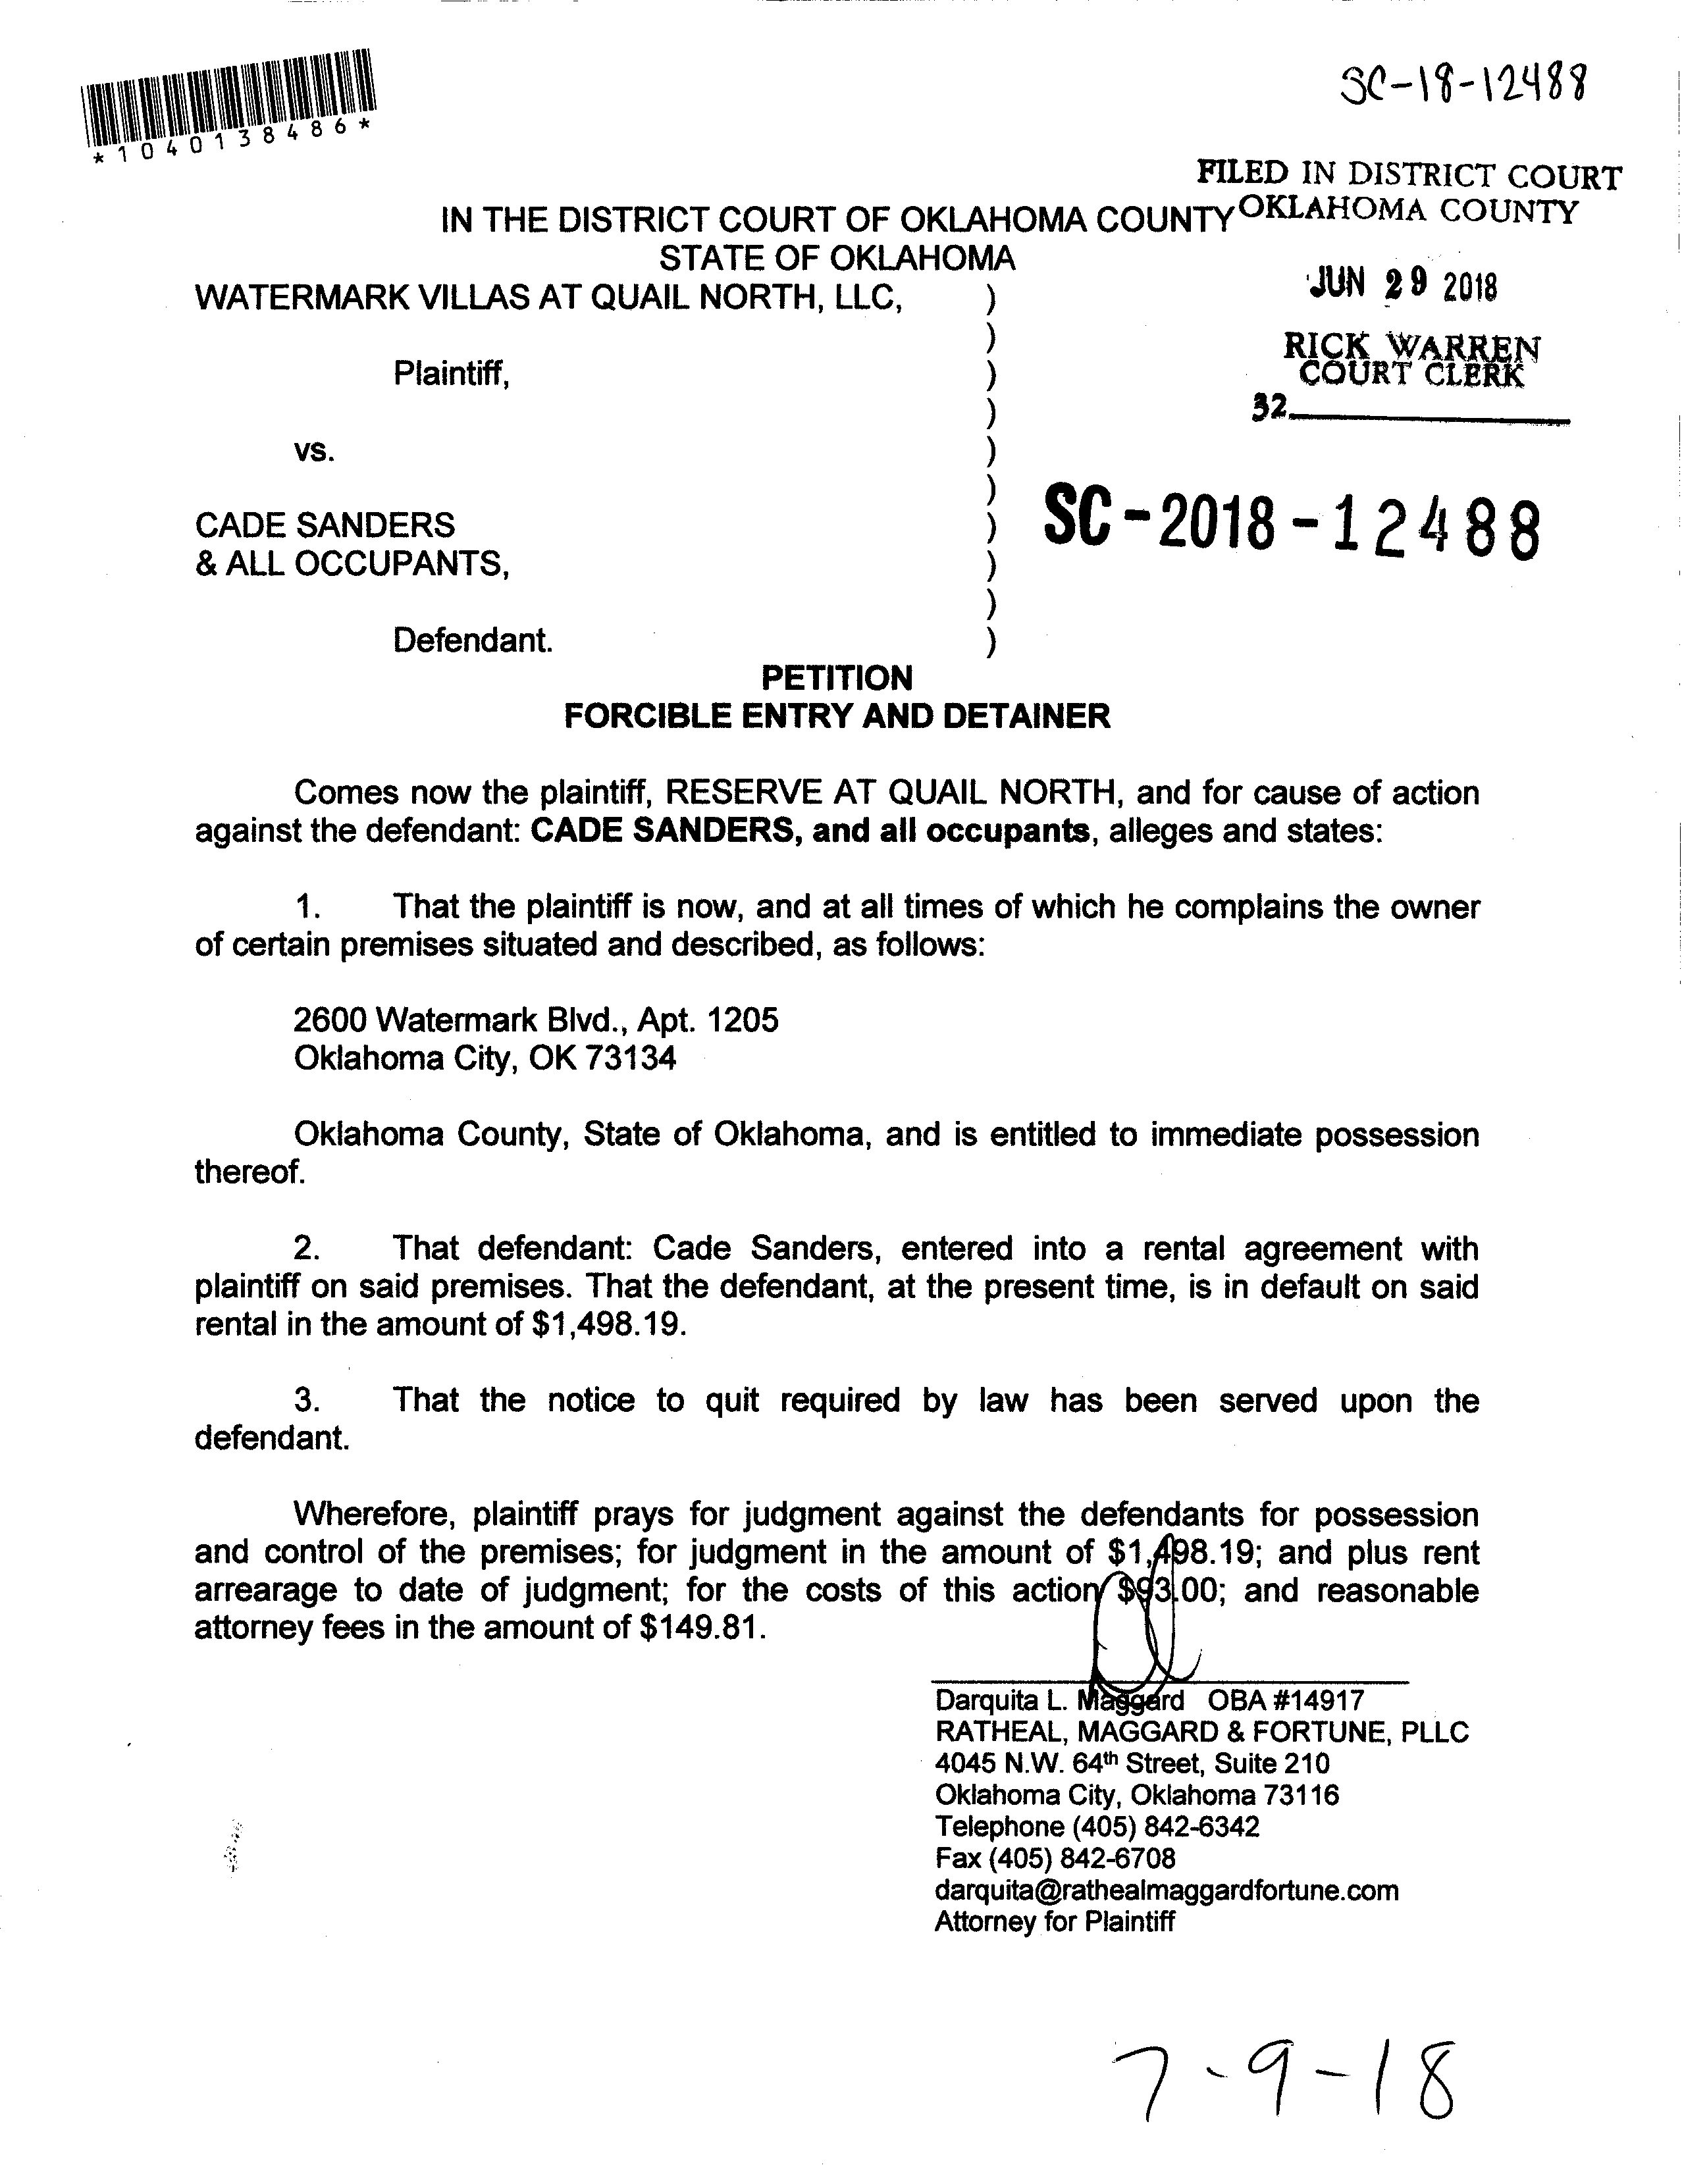 SC-18-12488
*1040138486*
FILED IN DISTRICT COURT
OKLAHOMA COUNTY
IN THE DISTRICT COURT OF OKLAHOMA COUNTY
STATE OF OKLAHOMA
JUN 29 2018
RICK WARREN
COURT CLERK
32
WATERMARK VILLAS AT QUAIL NORTH, LLC, )
)
Plaintiff, )
)
vs. )
)
CADE SANDERS )
& ALL OCCUPANTS, )
)
Defendant. )
SC-2018-12488
PETITION
FORCIBLE ENTRY AND DETAINER
Comes now the plaintiff, RESERVE AT QUAIL NORTH, and for cause of action
against the defendant: CADE SANDERS, and all occupants, alleges and states:
1. That the plaintiff is now, and at all times of which he complains the owner
of certain premises situated and described, as follows:
2600 Watermark Blvd., Apt. 1205
Oklahoma City, OK 73134
Oklahoma County, State of Oklahoma, and is entitled to immediate possession
thereof.
2. That defendant: Cade Sanders, entered into a rental agreement with
plaintiff on said premises. That the defendant, at the present time, is in default on said
rental in the amount of $1,498.19.
3. That the notice to quit required by law has been served upon the
defendant.
Wherefore, plaintiff prays for judgment against the defendants for possession
and control of the premises; for judgment in the amount of $1,498.19; and plus rent
arrearage to date of judgment; for the costs of this action $93.00; and reasonable
attorney fees in the amount of $149.81.
Darquita L. Maggard OBA #14917
RATHEAL, MAGGARD & FORTUNE, PLLC
4045 N.W. 64th Street, Suite 210
Oklahoma City, Oklahoma 73116
Telephone (405) 842-6342
Fax (405) 842-6708
darquita@rathealmaggardfortune.com
Attorney for Plaintiff
7-9-18